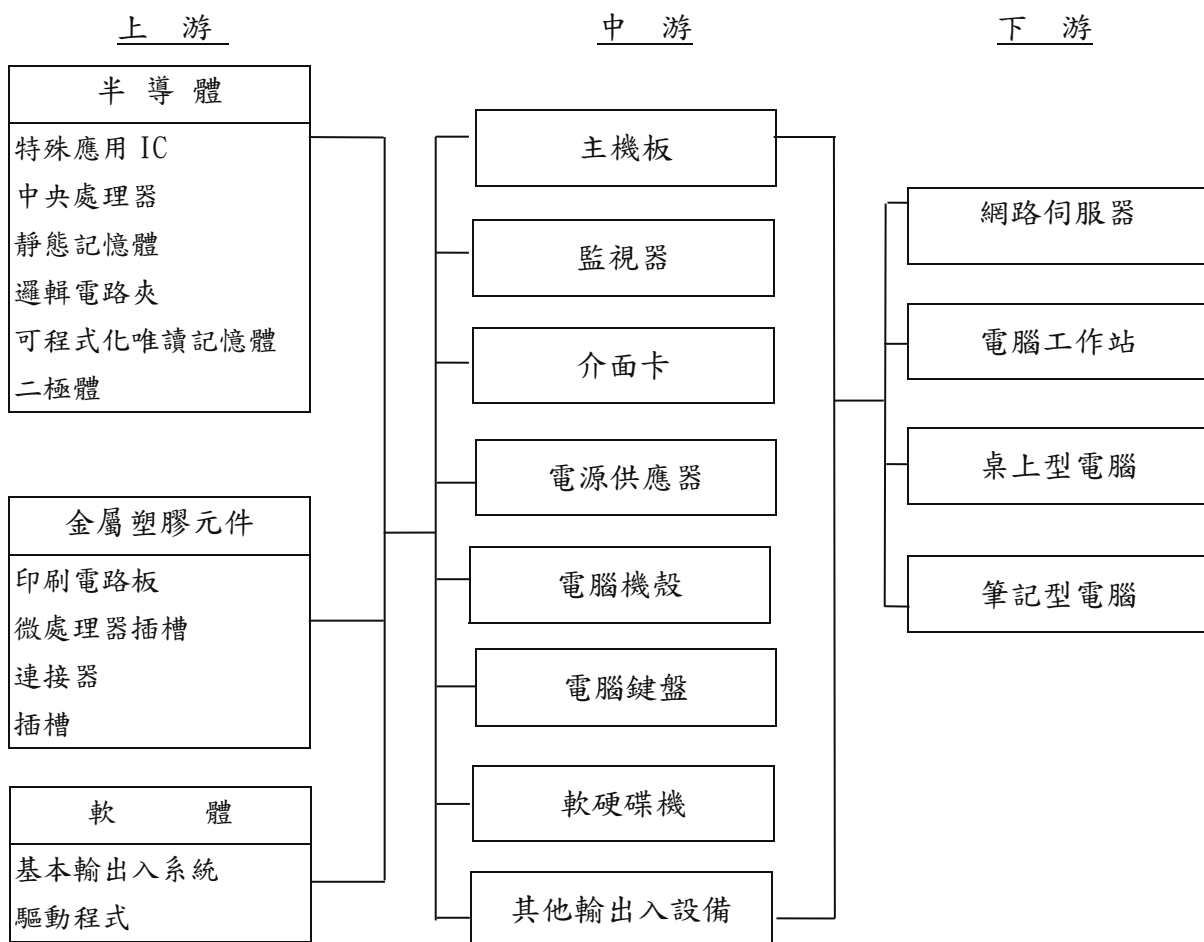 上 游
中 游
下 游
半 導 體
特殊應用 IC
中央處理器
靜態記憶體
邏輯電路夾
可程式化唯讀記憶體
二極體
金屬塑膠元件
印刷電路板
微處理器插槽
連接器
插槽
軟 體
基本輸出入系統
驅動程式
主機板
監視器
介面卡
電源供應器
電腦機殼
電腦鍵盤
軟硬碟機
其他輸出入設備
網路伺服器
電腦工作站
桌上型電腦
筆記型電腦